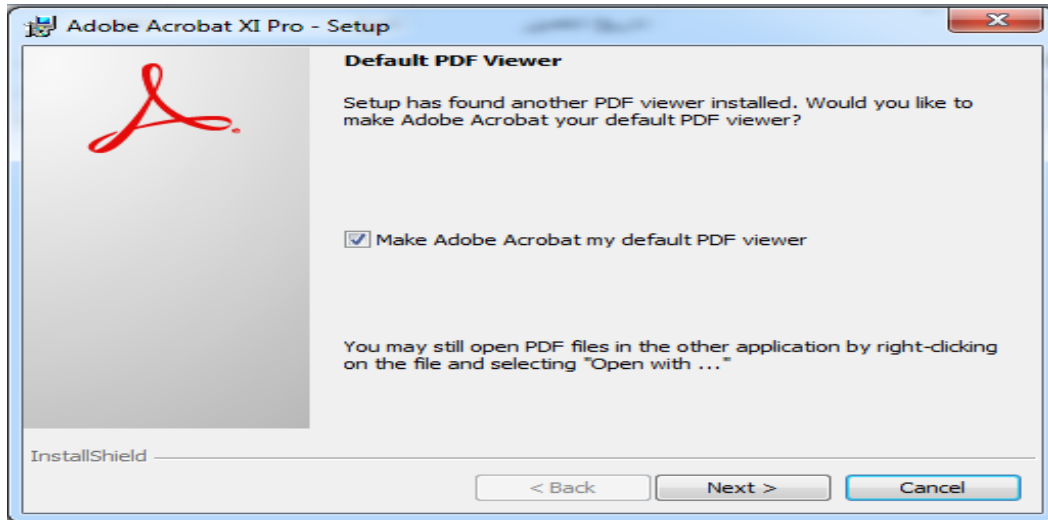 Adobe Acrobat XI Pro - Setup
Default PDF Viewer
Setup has found another PDF viewer installed. Would you like to
make Adobe Acrobat your default PDF viewer?
Make Adobe Acrobat my default PDF viewer
You may still open PDF files in the other application by right-clicking
on the file and selecting "Open with ..."
InstallShield
< Back
Next >
Cancel